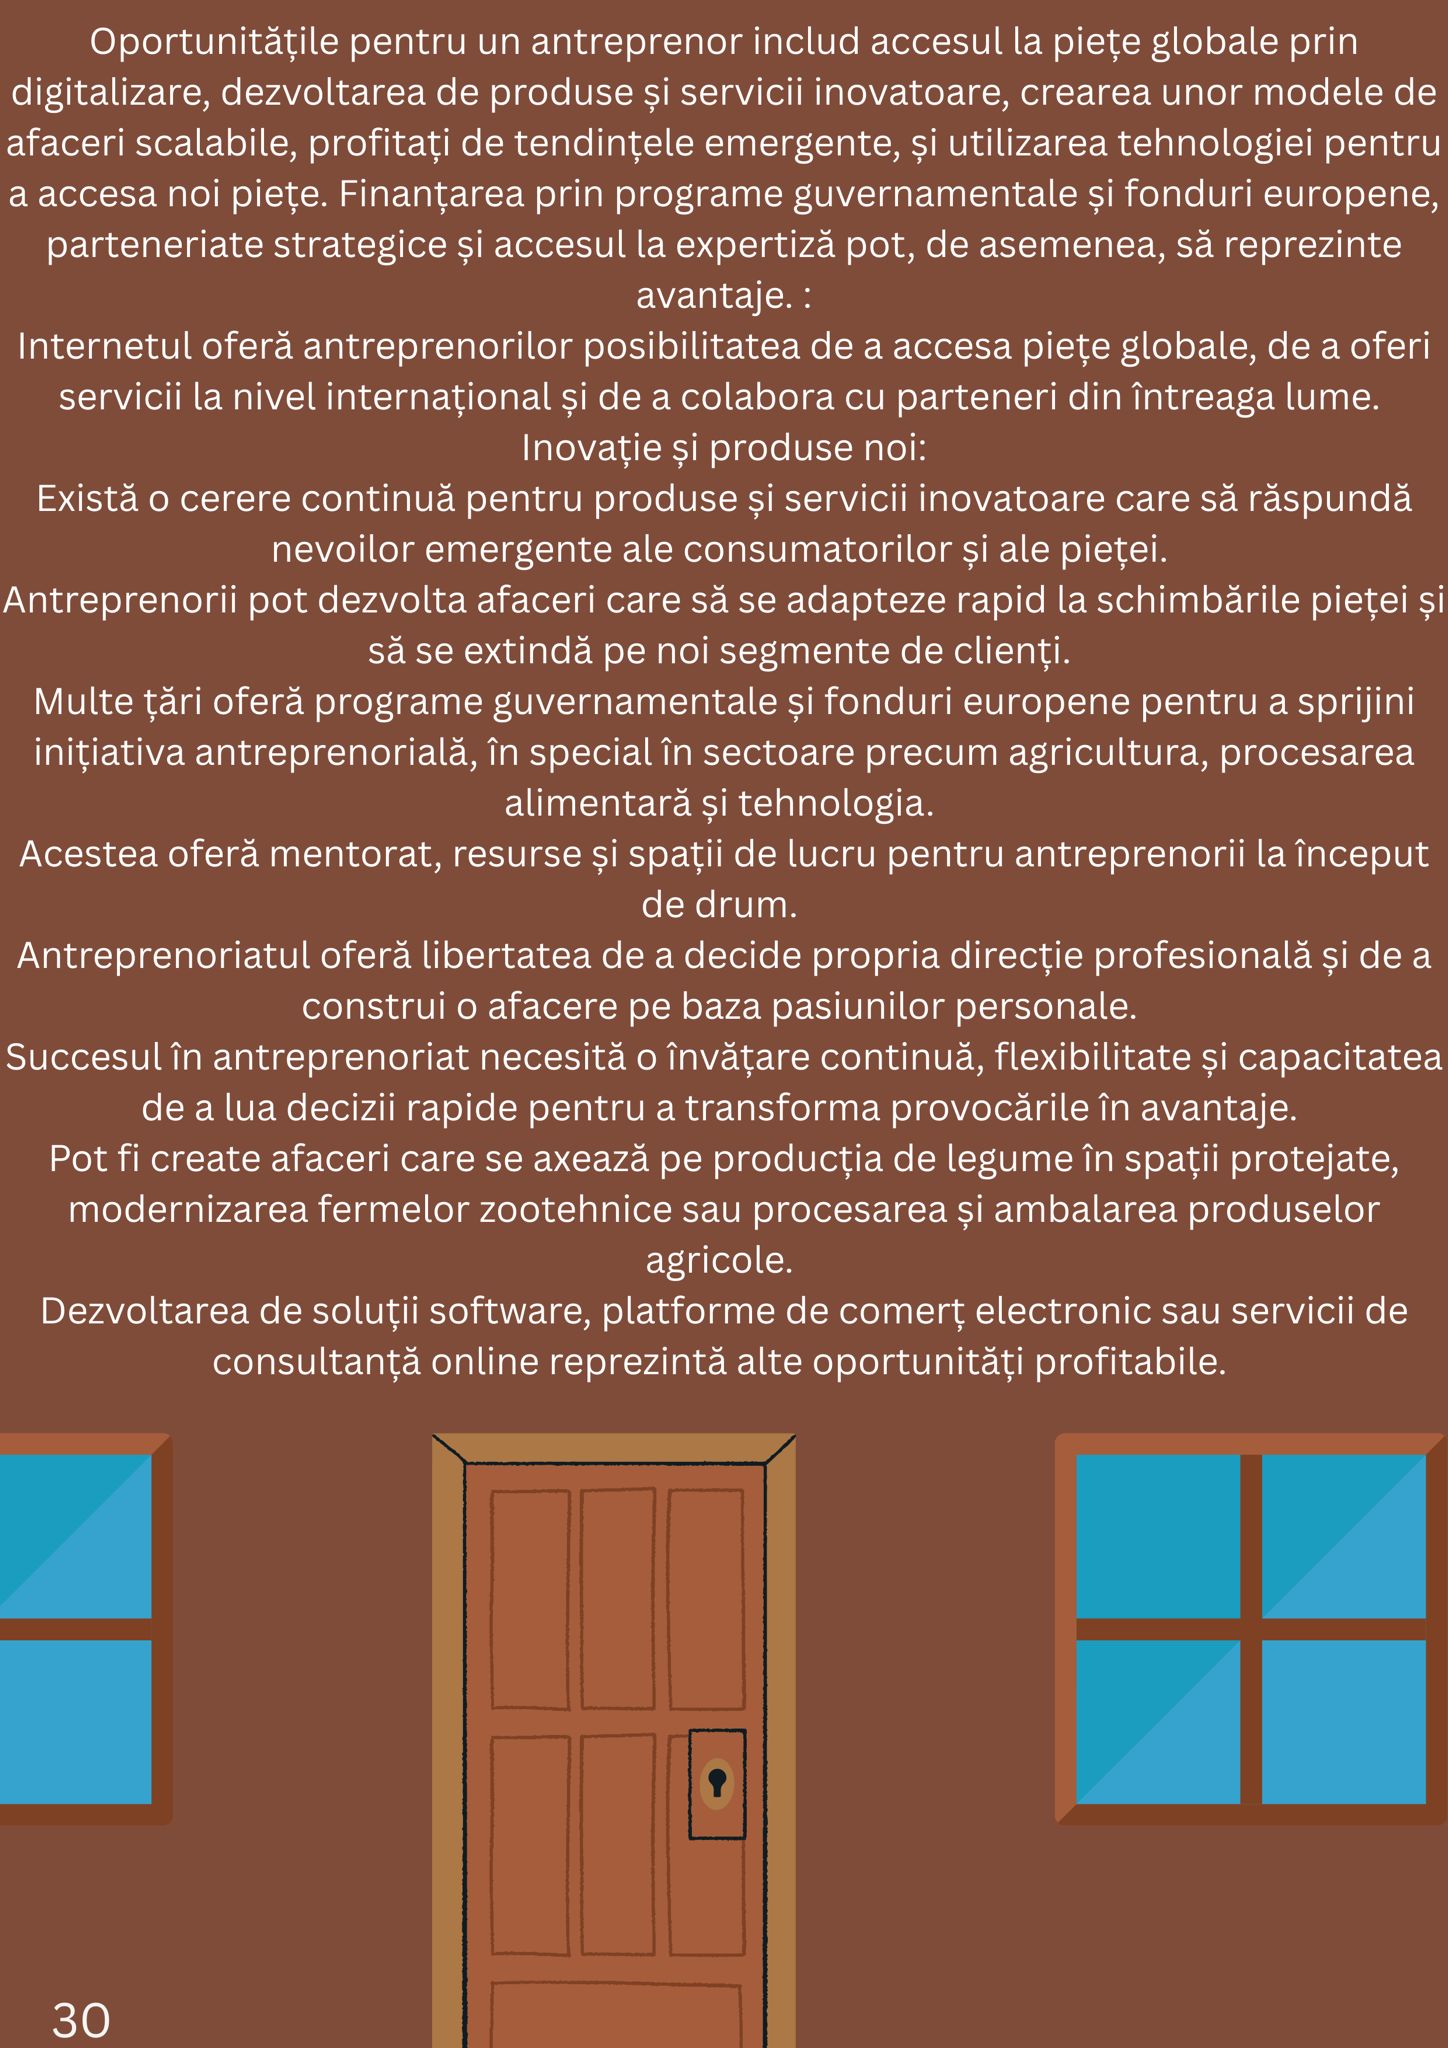 Oportunitățile pentru un antreprenor includ accesul la piețe globale prin
digitalizare, dezvoltarea de produse și servicii inovatoare, crearea unor modele de
afaceri scalabile, profitați de tendințele emergente, și utilizarea tehnologiei pentru
a accesa noi piețe. Finanțarea prin programe guvernamentale și fonduri europene,
parteneriate strategice și accesul la expertiză pot, de asemenea, să reprezinte
avantaje. :
Internetul oferă antreprenorilor posibilitatea de a accesa piețe globale, de a oferi
servicii la nivel internațional și de a colabora cu parteneri din întreaga lume.
Inovație și produse noi:
Există o cerere continuă pentru produse și servicii inovatoare care să răspundă
nevoilor emergente ale consumatorilor și ale pieței.
Antreprenorii pot dezvolta afaceri care să se adapteze rapid la schimbările pieței și
să se extindă pe noi segmente de clienți.
Multe țări oferă programe guvernamentale și fonduri europene pentru a sprijini
inițiativa antreprenorială, în special în sectoare precum agricultura, procesarea
alimentară și tehnologia.
Acestea oferă mentorat, resurse și spații de lucru pentru antreprenorii la început
de drum.
Antreprenoriatul oferă libertatea de a decide propria direcție profesională și de a
construi o afacere pe baza pasiunilor personale.
Succesul în antreprenoriat necesită o învățare continuă, flexibilitate și capacitatea
de a lua decizii rapide pentru a transforma provocările în avantaje.
Pot fi create afaceri care se axează pe producția de legume în spații protejate,
modernizarea fermelor zootehnice sau procesarea și ambalarea produselor
agricole.
Dezvoltarea de soluții software, platforme de comerț electronic sau servicii de
consultanță online reprezintă alte oportunități profitabile.
30